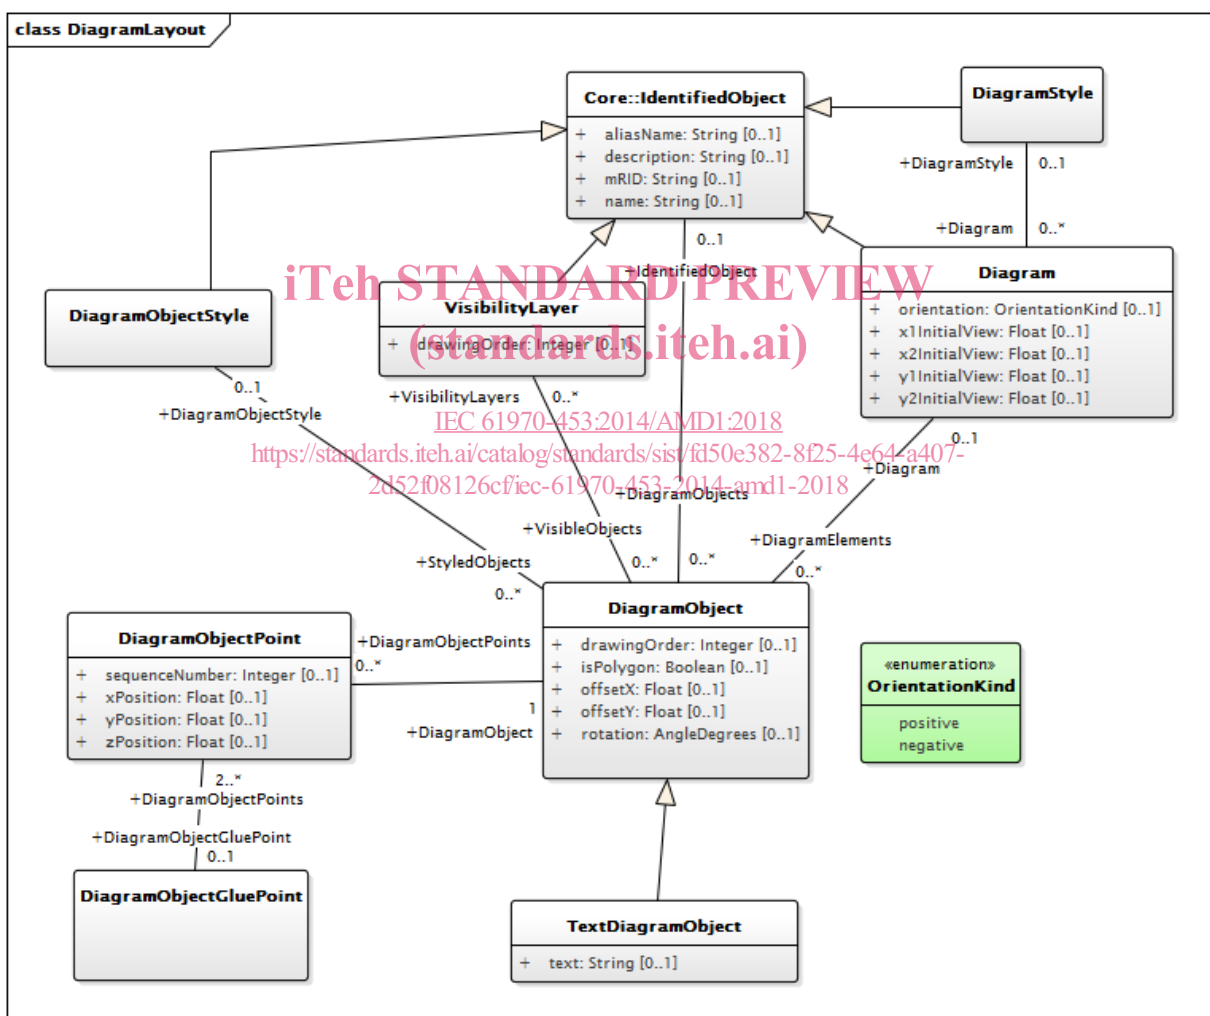 class DiagramLayout
Core::IdentifiedObject
+ aliasName: String [0..1]
+ description: String [0..1]
+ mRID: String [0..1]
+ name: String [0..1]
DiagramStyle
+DiagramStyle 0..1
+Diagram 0..*
0..1
+IdentifiedObject
Diagram
+ orientation: OrientationKind [0..1]
+ x1InitialView: Float [0..1]
+ x2InitialView: Float [0..1]
+ y1InitialView: Float [0..1]
+ y2InitialView: Float [0..1]
iTeh STANDARD PREVIEW
(standards.iteh.ai)
DiagramObjectStyle
VisibilityLayer
+ drawingOrder: Integer [0..1]
0..1
+DiagramObjectStyle
+VisibilityLayers 0..*
IEC 61970-453:2014/AMD1:2018
https://standards.iteh.ai/catalog/standards/sist/fd50e382-8f25-4e64-a407-
2d52f08126cf/iec-61970-453-2014-amd1-2018
0..1
+Diagram
+DiagramObjects
+VisibleObjects
0..*
0..*
+DiagramElements
0..*
+StyledObjects
0..*
DiagramObject
+ drawingOrder: Integer [0..1]
+ isPolygon: Boolean [0..1]
+ offsetX: Float [0..1]
+ offsetY: Float [0..1]
+ rotation: AngleDegrees [0..1]
DiagramObjectPoint
+ sequenceNumber: Integer [0..1]
+ xPosition: Float [0..1]
+ yPosition: Float [0..1]
+ zPosition: Float [0..1]
+DiagramObjectPoints
0..*
1
+DiagramObject
«enumeration»
OrientationKind
positive
negative
2..*
+DiagramObjectPoints
+DiagramObjectGluePoint
0..1
DiagramObjectGluePoint
TextDiagramObject
+ text: String [0..1]